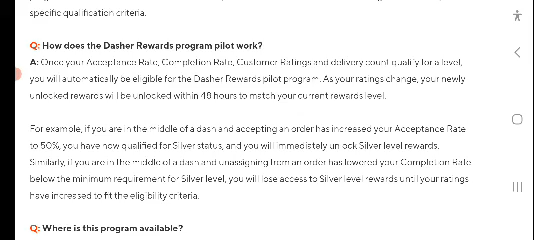 specific qualification criteria.
Q: How does the Dasher Rewards program pilot work?
A: Once your Acceptance Rate, Completion Rate, Customer Ratings and delivery count qualify for a level,
you will automatically be eligible for the Dasher Rewards pilot program. As your ratings change, your newly
unlocked rewards will be unlocked within 48 hours to match your current rewards level.
For example, if you are in the middle of a dash and accepting an order has increased your Acceptance Rate
to 50%, you have now qualified for Silver status, and you will immediately unlock Silver level rewards.
Similarly, if you are in the middle of a dash and unassigning from an order has lowered your Completion Rate
below the minimum requirement for Silver level, you will lose access to Silver level rewards until your ratings
have increased to fit the eligibility criteria.
Q: Where is this program available?